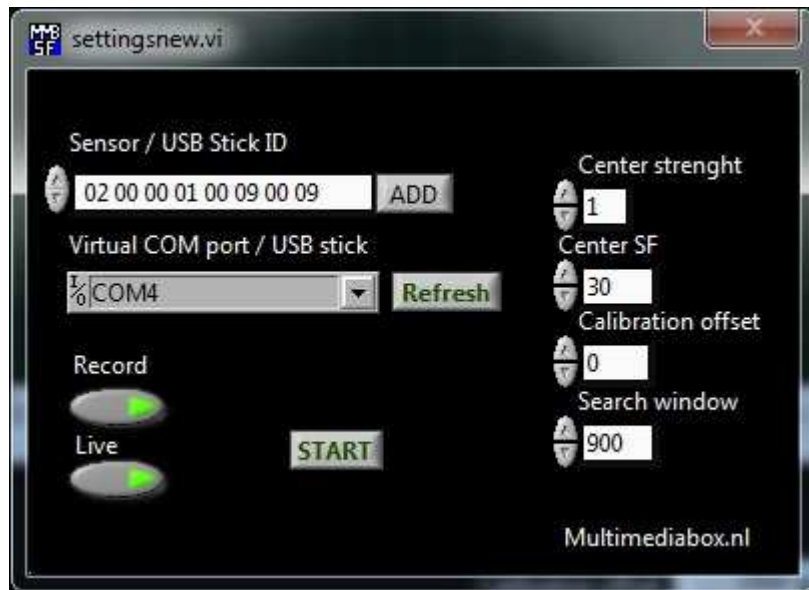 MMB
SF
settingsnew.vi
Sensor / USB Stick ID
02 00 00 01 00 09 00 09
ADD
Virtual COM port / USB stick
I/O COM4
Refresh
Record
Live
START
Center strenght
1
Center SF
30
Calibration offset
0
Search window
900
Multimediabox.nl